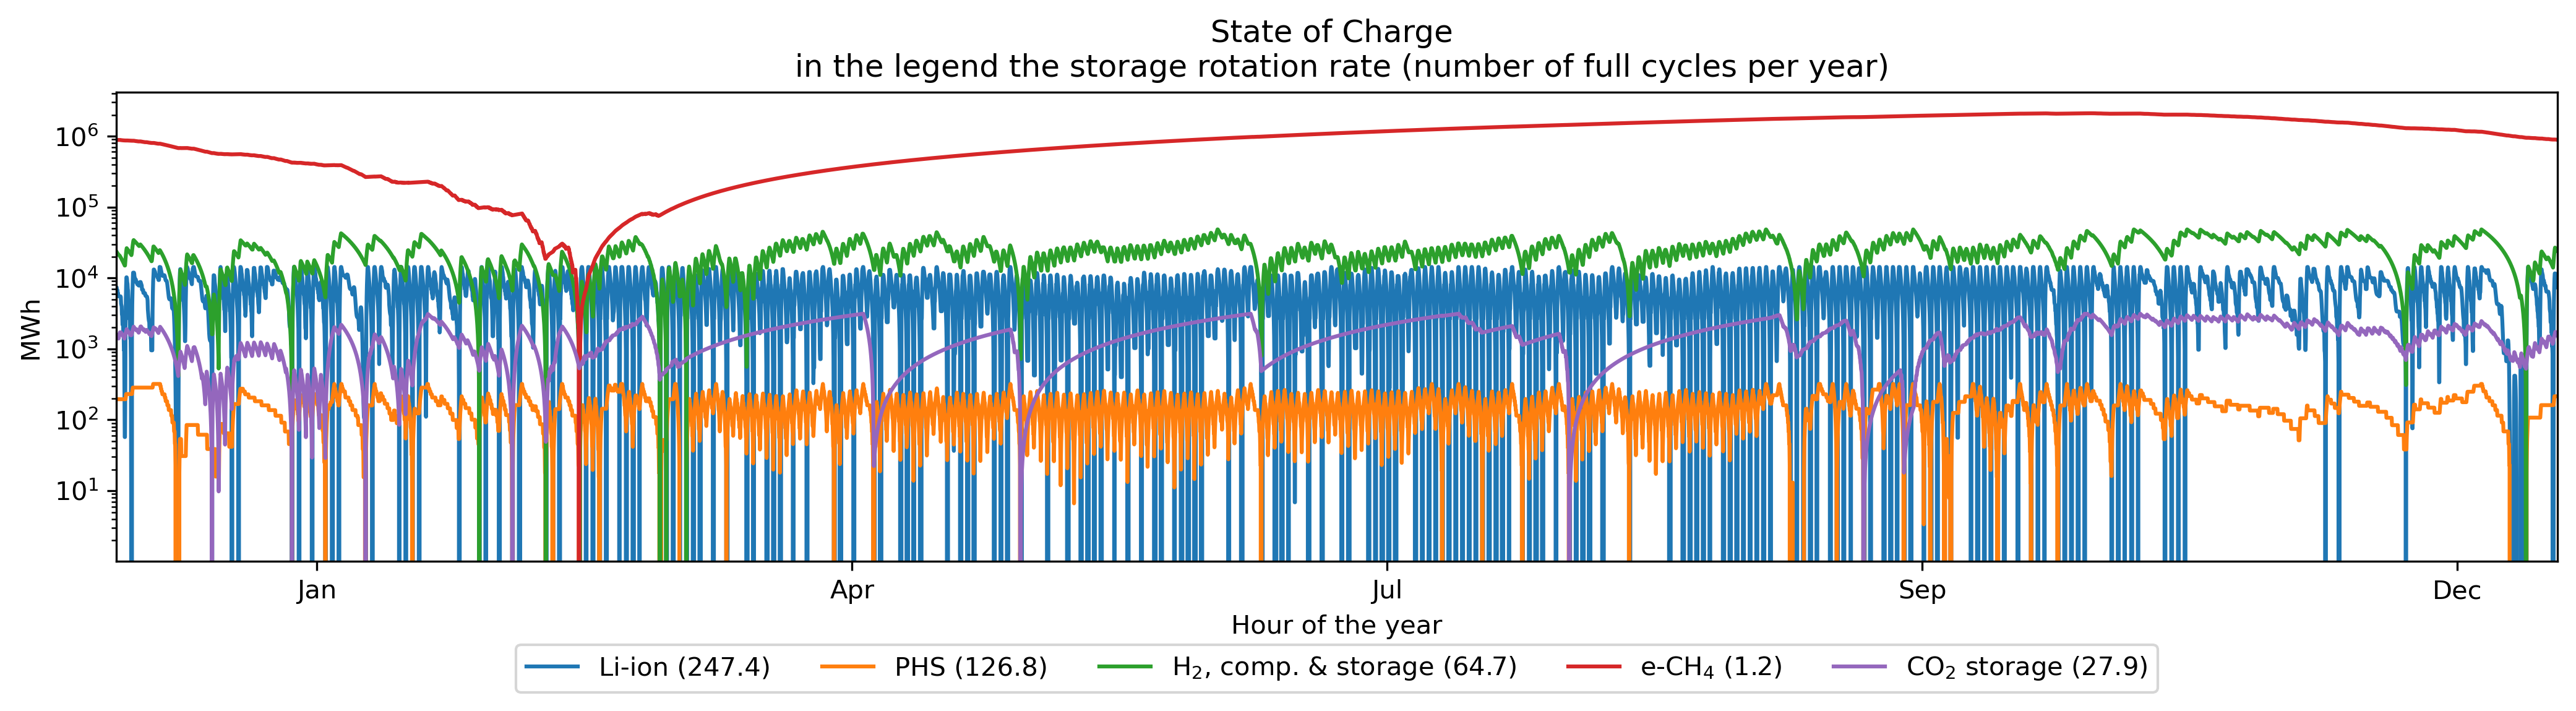 State of Charge
in the legend the storage rotation rate (number of full cycles per year)
MWh
10⁶
10⁵
10⁴
10³
10²
10¹
Jan Apr Jul Sep Dec
Hour of the year
Li-ion (247.4) PHS (126.8) H₂, comp. & storage (64.7) e-CH₄ (1.2) CO₂ storage (27.9)